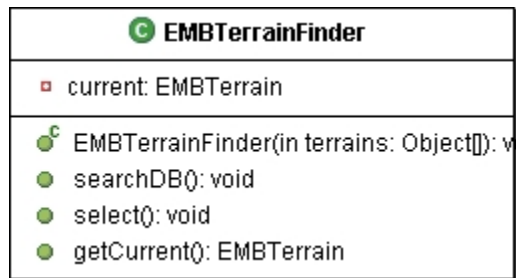 C EMBTerrainFinder
current: EMBTerrain
C EMBTerrainFinder(in terrains: Object[]): v
searchDB(): void
select(): void
getCurrent(): EMBTerrain